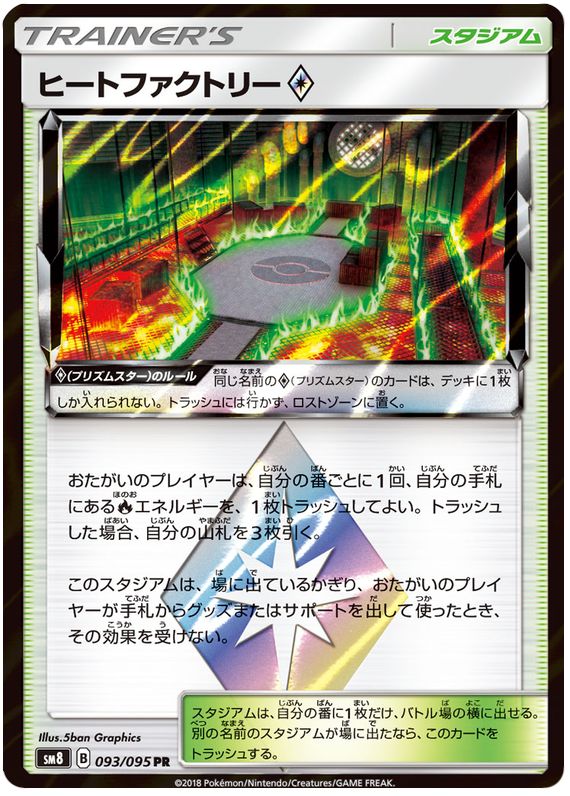 TRAINER'S スタジアム
ヒートファクトリー◇
◇(プリズムスター)のルール 同じ名前の◇(プリズムスター)のカードは、デッキに1枚
しか入れられない。トラッシュには行かず、ロストゾーンに置く。
おたがいのプレイヤーは、自分の番ごとに1回、自分の手札
にある🔥エネルギーを、1枚トラッシュしてよい。トラッシュ
した場合、自分の山札を3枚引く。
このスタジアムは、場に出ているかぎり、おたがいのプレイ
ヤーが手札からグッズまたはサポートを出して使ったとき、
その効果を受けない。
スタジアムは、自分の番に1枚だけ、バトル場の横に出せる。
別の名前のスタジアムが場に出たなら、このカードを
トラッシュする。
Illus.5ban Graphics
SM8 B 093/095 PR
©2018 Pokémon/Nintendo/Creatures/GAME FREAK.